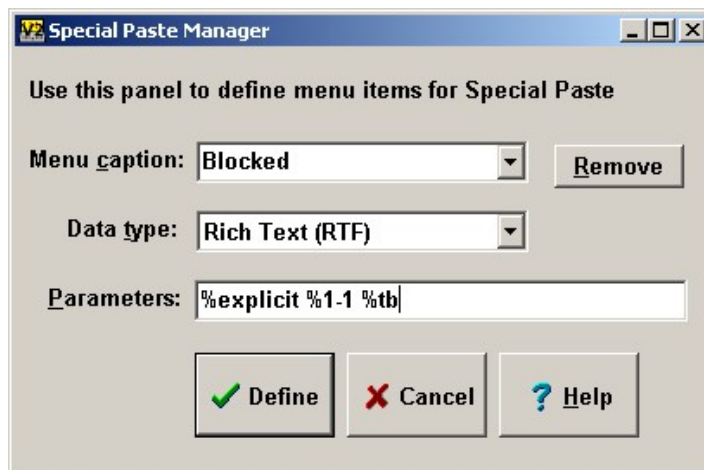 V2 Special Paste Manager
Use this panel to define menu items for Special Paste
Menu caption: Blocked Remove
Data type: Rich Text (RTF)
Parameters: %explicit %1-1 %tb
Define Cancel ? Help